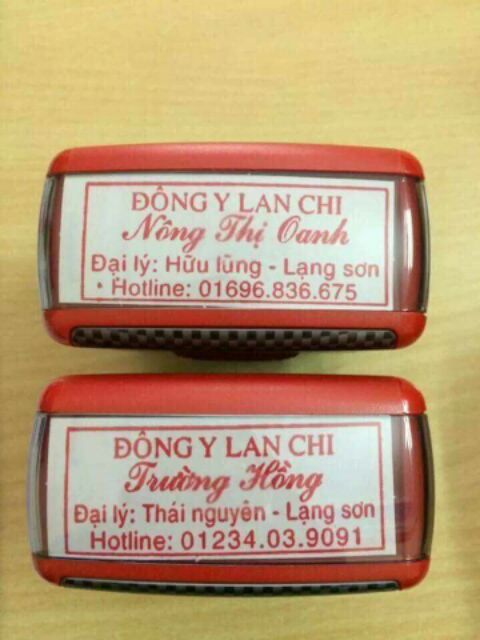 ĐÔNG Y LAN CHI
Nông Thị Oanh
Đại lý: Hữu lũng - Lạng sơn
Hotline: 01696.836.675
ĐÔNG Y LAN CHI
Trường Hồng
Đại lý: Thái nguyên - Lạng sơn
Hotline: 01234.03.9091